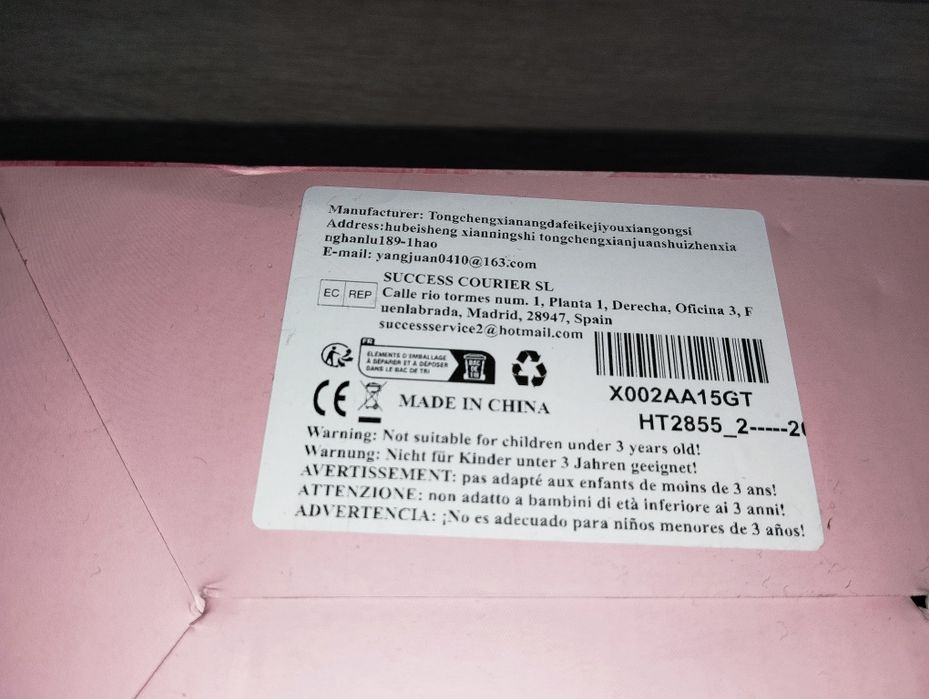 Manufacturer: Tongchengxianangdafeikejiyouxiangongsi
Address:hubeisheng xianningshi tongchengxianjuanshuizhenxia
nghanlu189-1hao
E-mail: yangjuan0410@163.com
EC REP
SUCCESS COURIER SL
Calle rio tormes num. 1, Planta 1, Derecha, Oficina 3, F
uenlabrada, Madrid, 28947, Spain
successservice2@hotmail.com
FR
ÉLÉMENTS D'EMBALLAGE
À SÉPARER ET À DÉPOSER
DANS LE BAC DE TRI
BAC DE TRI
X002AA15GT
CE MADE IN CHINA
HT2855_2-----20
Warning: Not suitable for children under 3 years old!
Warnung: Nicht für Kinder unter 3 Jahren geeignet!
AVERTISSEMENT: pas adapté aux enfants de moins de 3 ans!
ATTENZIONE: non adatto a bambini di età inferiore ai 3 anni!
ADVERTENCIA: ¡No es adecuado para niños menores de 3 años!